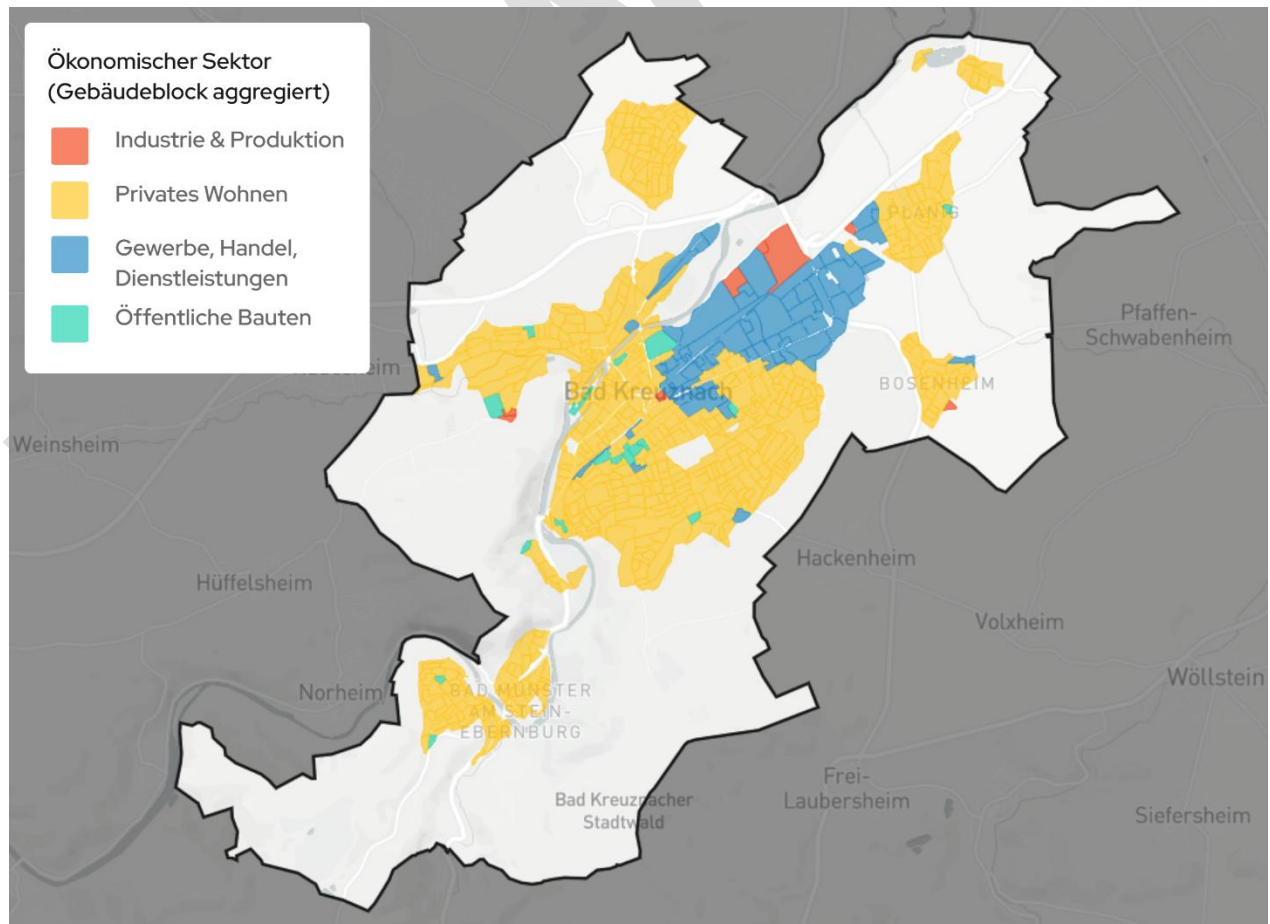 Ökonomischer Sektor
(Gebäudeblock aggregiert)
Industrie & Produktion
Privates Wohnen
Gewerbe, Handel,
Dienstleistungen
Öffentliche Bauten
PLANIG
Pfaffen-
Schwabenheim
BOSENHEIM
Bad Kreuznach
Weinsheim
Hackenheim
Hüffelsheim
Volxheim
Wöllstein
Norheim
BAD MÜNSTER
AM STEIN-
EBERNBURG
Frei-
Laubersheim
Bad Kreuznacher
Stadtwald
Siefersheim